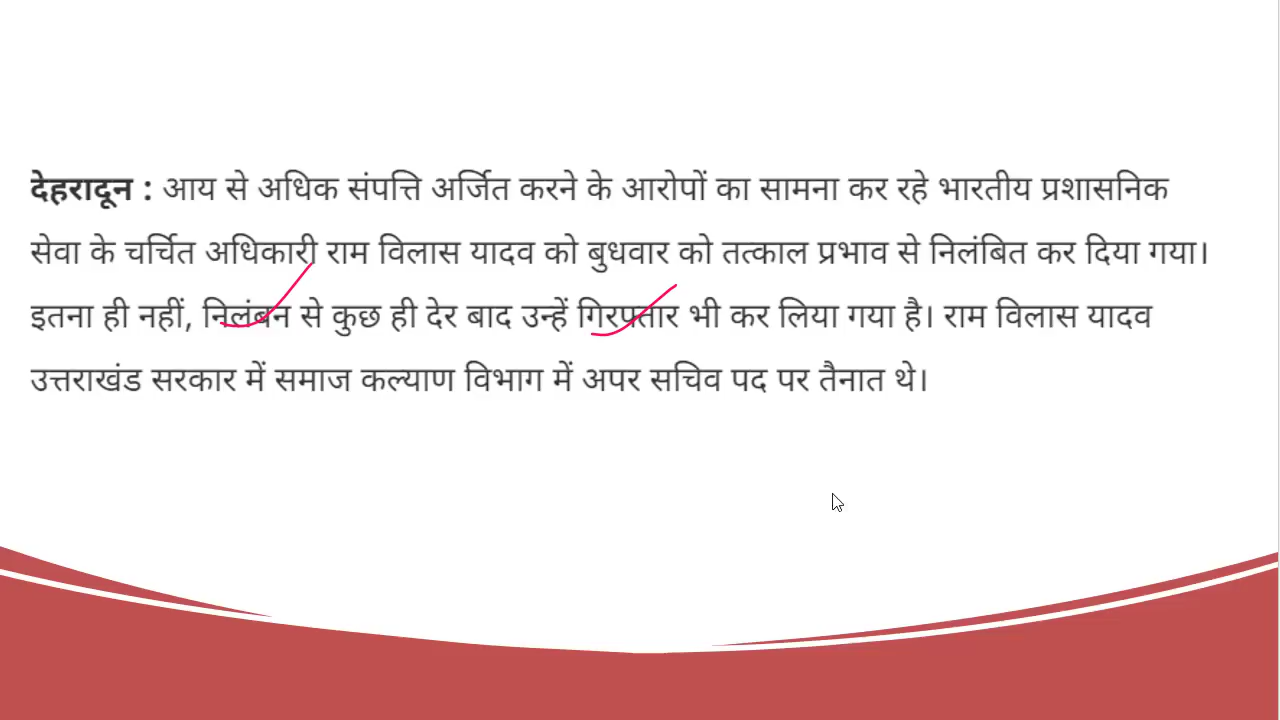 देहरादून : आय से अधिक संपत्ति अर्जित करने के आरोपों का सामना कर रहे भारतीय प्रशासनिक
सेवा के चर्चित अधिकारी राम विलास यादव को बुधवार को तत्काल प्रभाव से निलंबित कर दिया गया।
इतना ही नहीं, निलंबन से कुछ ही देर बाद उन्हें गिरफ्तार भी कर लिया गया है। राम विलास यादव
उत्तराखंड सरकार में समाज कल्याण विभाग में अपर सचिव पद पर तैनात थे।